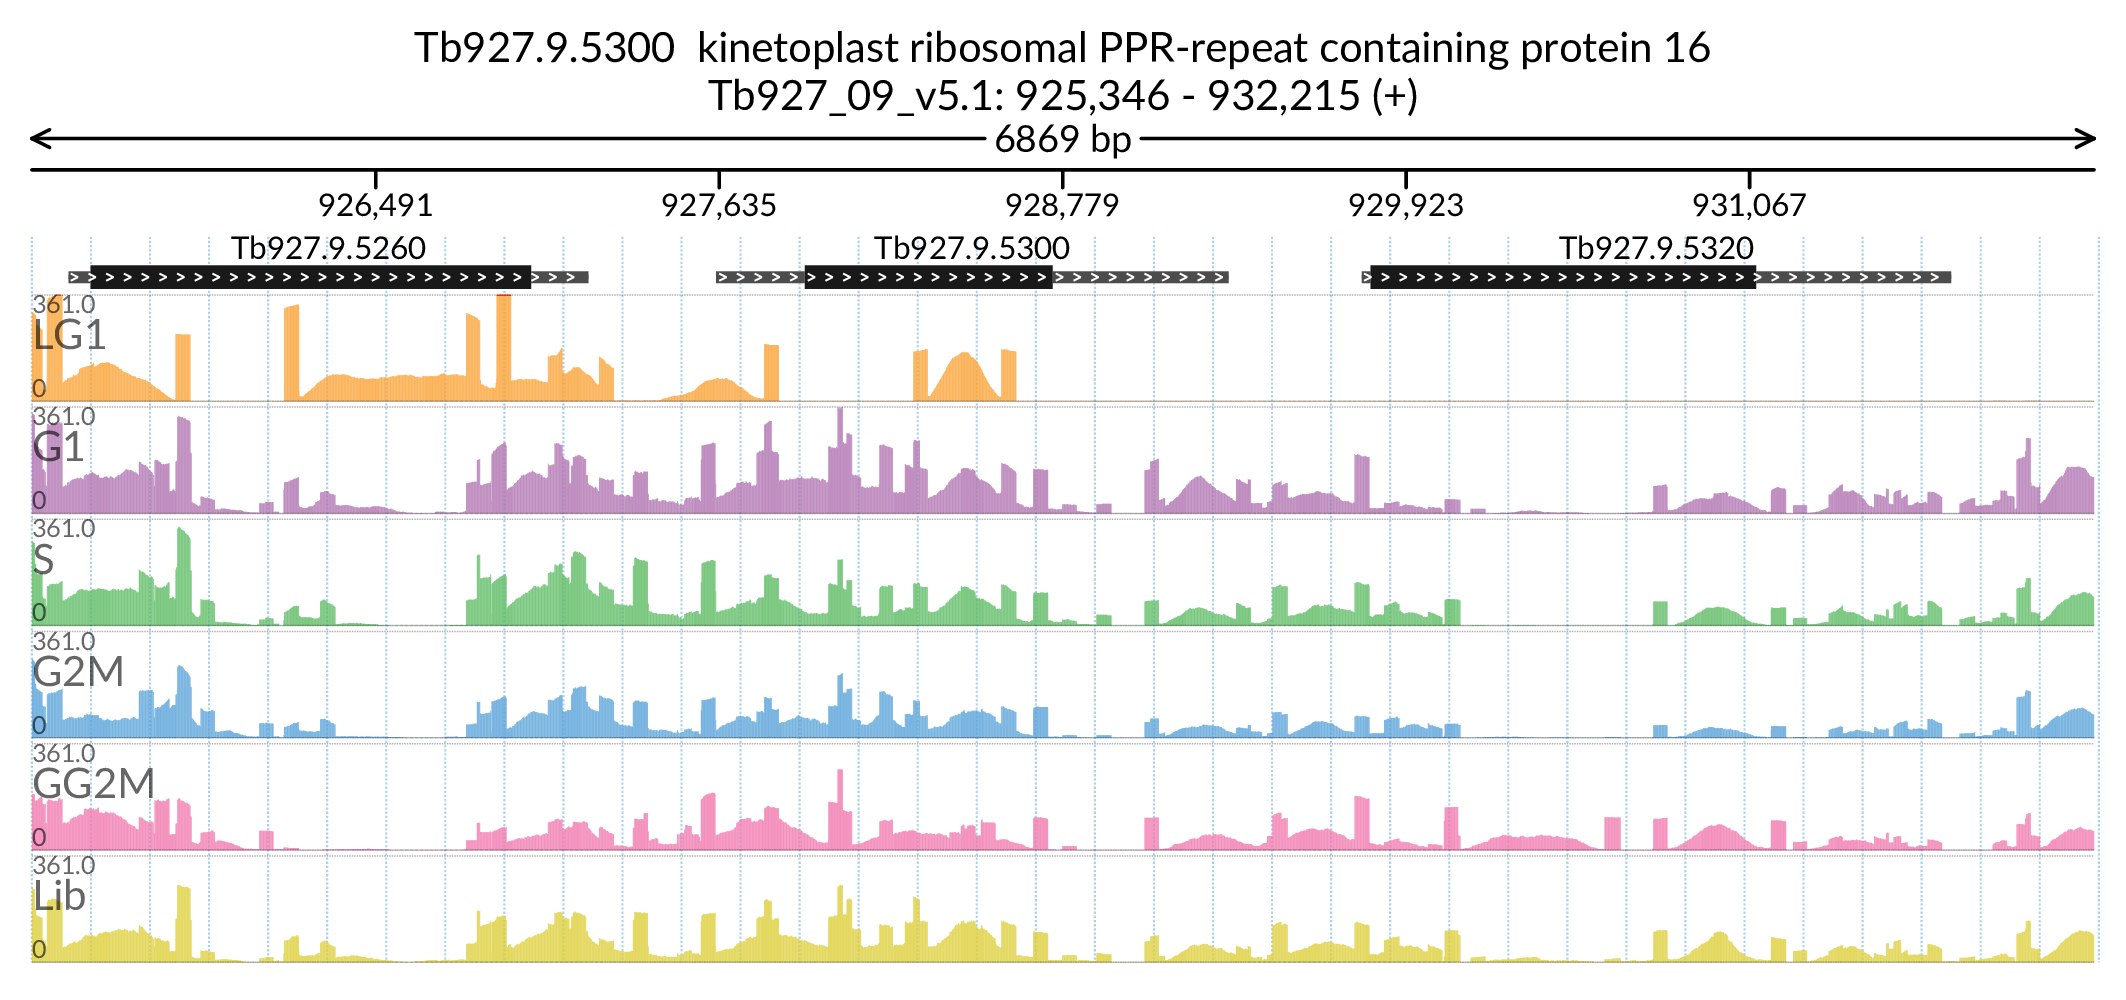 Tb927.9.5300 kinetoplast ribosomal PPR-repeat containing protein 16
Tb927_09_v5.1: 925,346 - 932,215 (+)
6869 bp
926,491 927,635 928,779 929,923 931,067
Tb927.9.5260 Tb927.9.5300 Tb927.9.5320
361.0
LG1
0
361.0
G1
0
361.0
S
0
361.0
G2M
0
361.0
GG2M
0
361.0
Lib
0